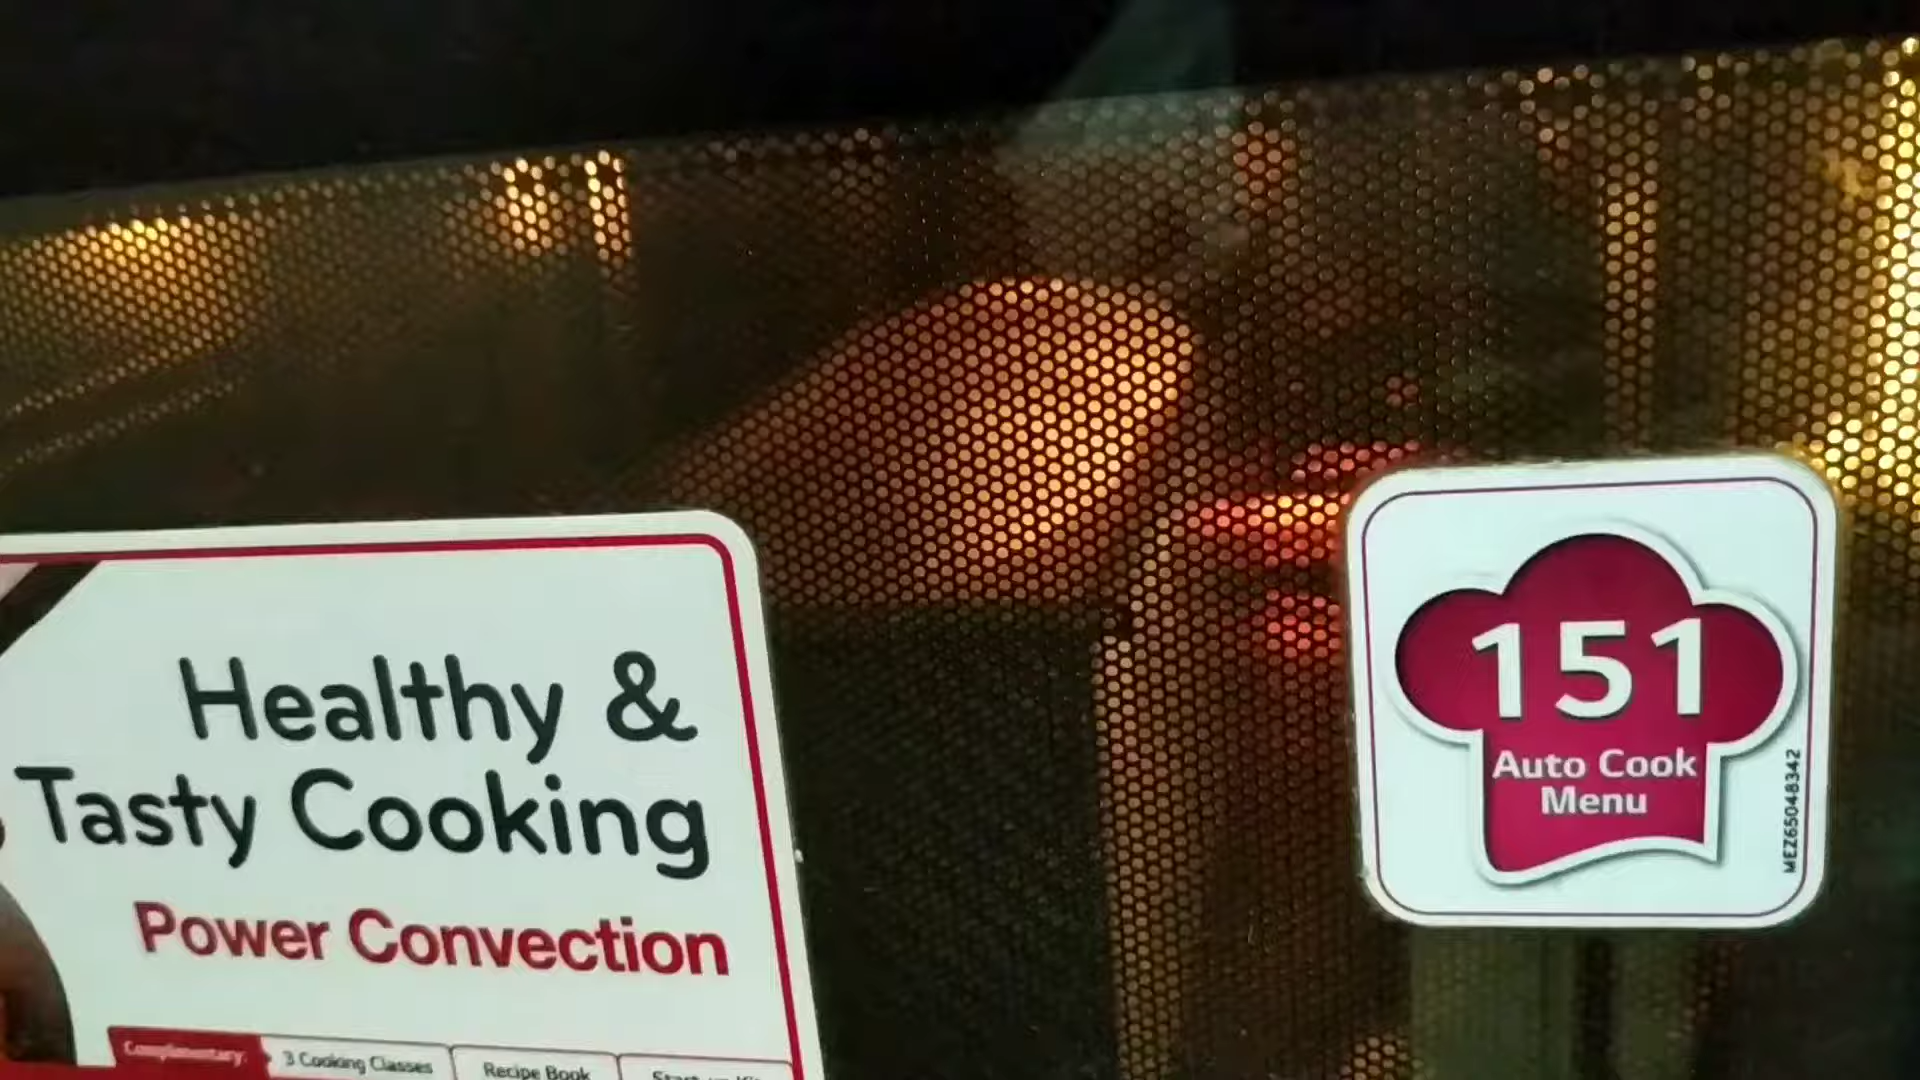 Healthy &
Tasty Cooking
Power Convection
Complimentary
3 Cooking Classes
Recipe Book
151
Auto Cook
Menu
MEZ65048342